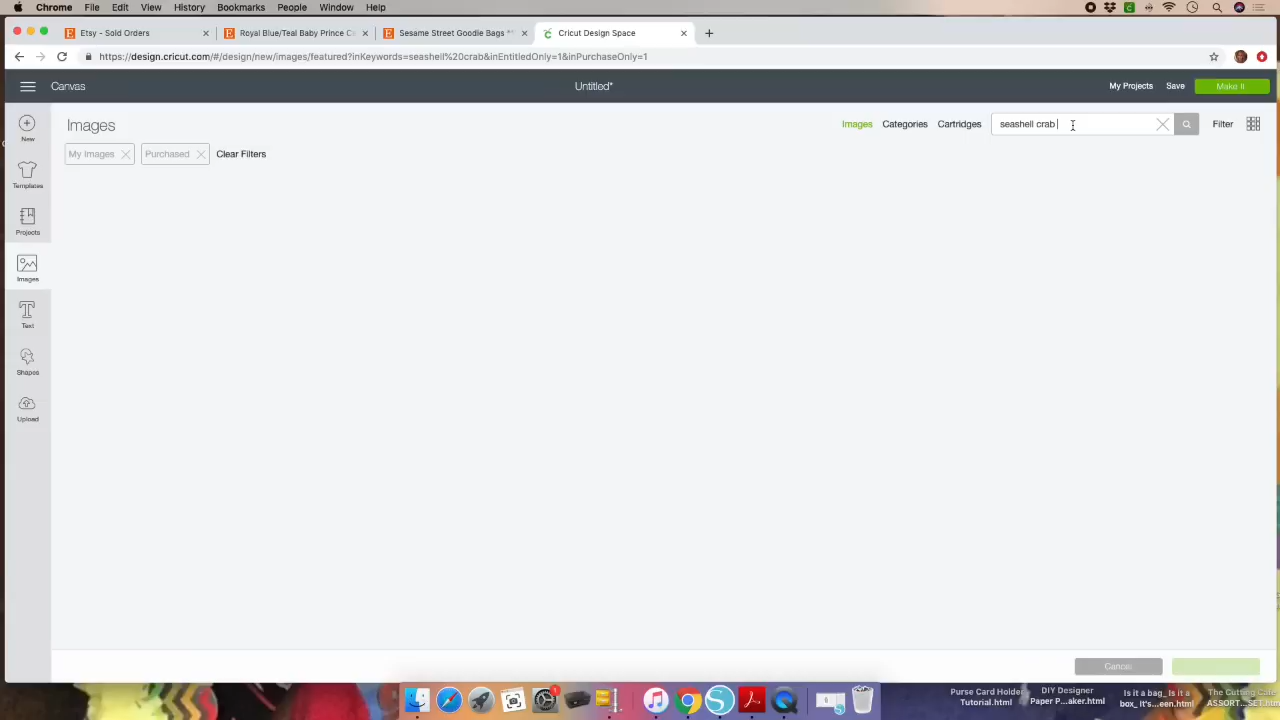 Chrome File Edit View History Bookmarks People Window Help
Etsy - Sold Orders
Royal Blue/Teal Baby Prince C
Sesame Street Goodie Bags
Cricut Design Space
https://design.cricut.com/#/design/new/images/featured?inKeywords=seashell%20crab&inEntitledOnly=1&inPurchaseOnly=1
Canvas
Untitled*
My Projects
Save
Make It
New
Templates
Projects
Images
Text
Shapes
Upload
Images
Images Categories Cartridges
seashell crab
Filter
My Images
Purchased
Clear Filters
Cancel
Purse Card Holder
Tutorial.html
DIY Designer
Paper P...aker.html
Is it a bag_ Is it a
box_ It's...een.html
The Cutting Cafe
ASSORT...SET.htm